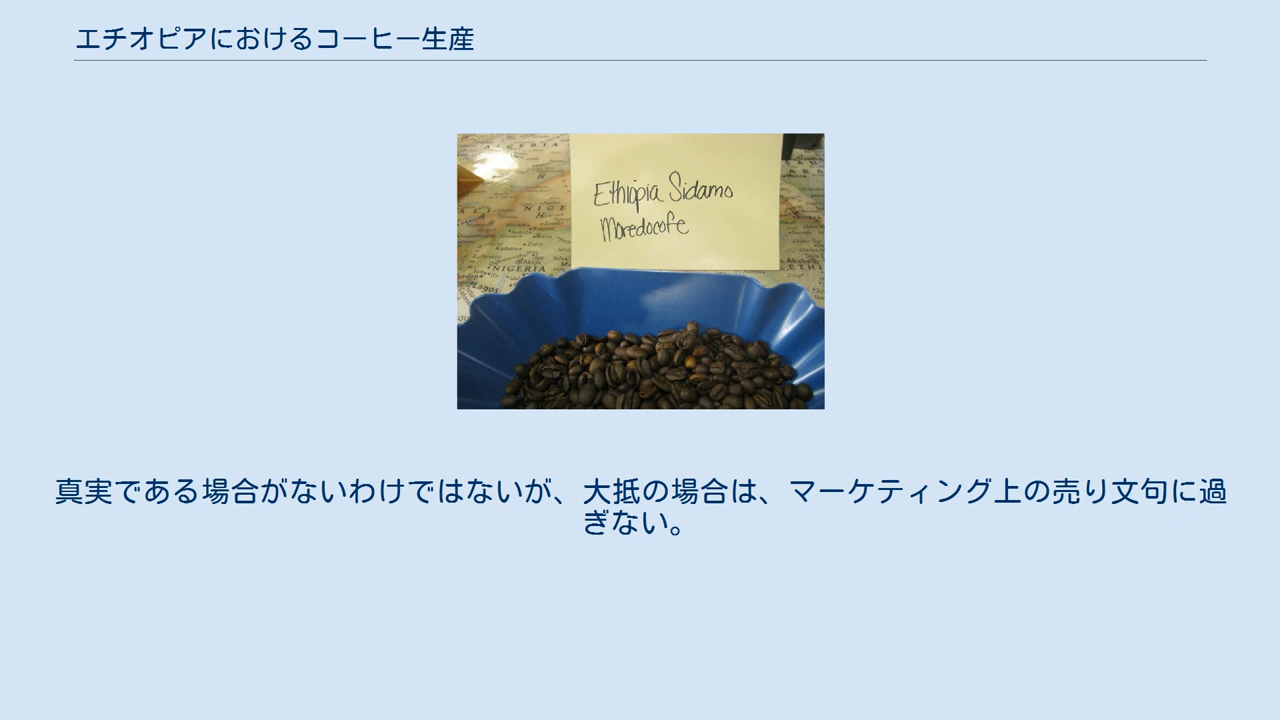 エチオピアにおけるコーヒー生産
Ethiopia Sidamo
Moredocofe
NIGERIA
Lagos
真実である場合がないわけではないが、大抵の場合は、マーケティング上の売り文句に過
ぎない。